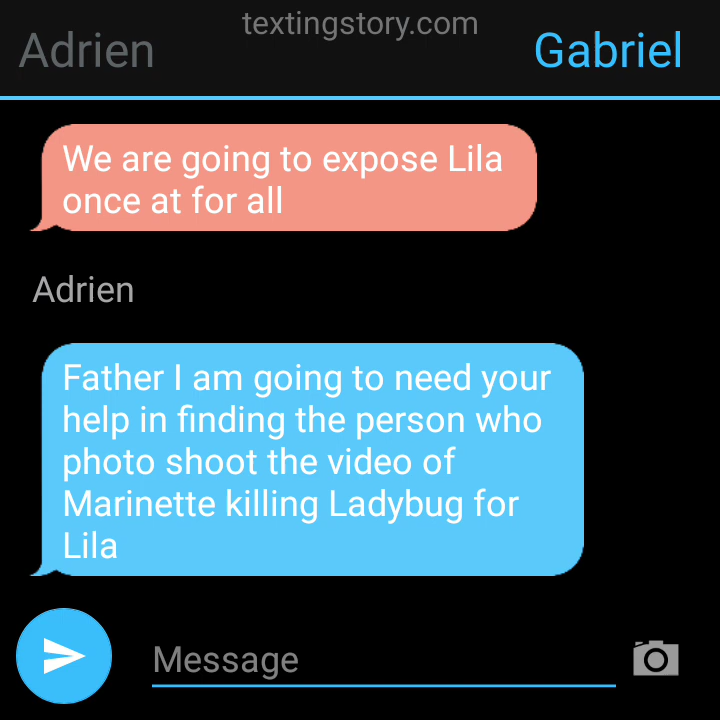 textingstory.com
Adrien
Gabriel
We are going to expose Lila
once at for all
Adrien
Father I am going to need your
help in finding the person who
photo shoot the video of
Marinette killing Ladybug for
Lila
Message